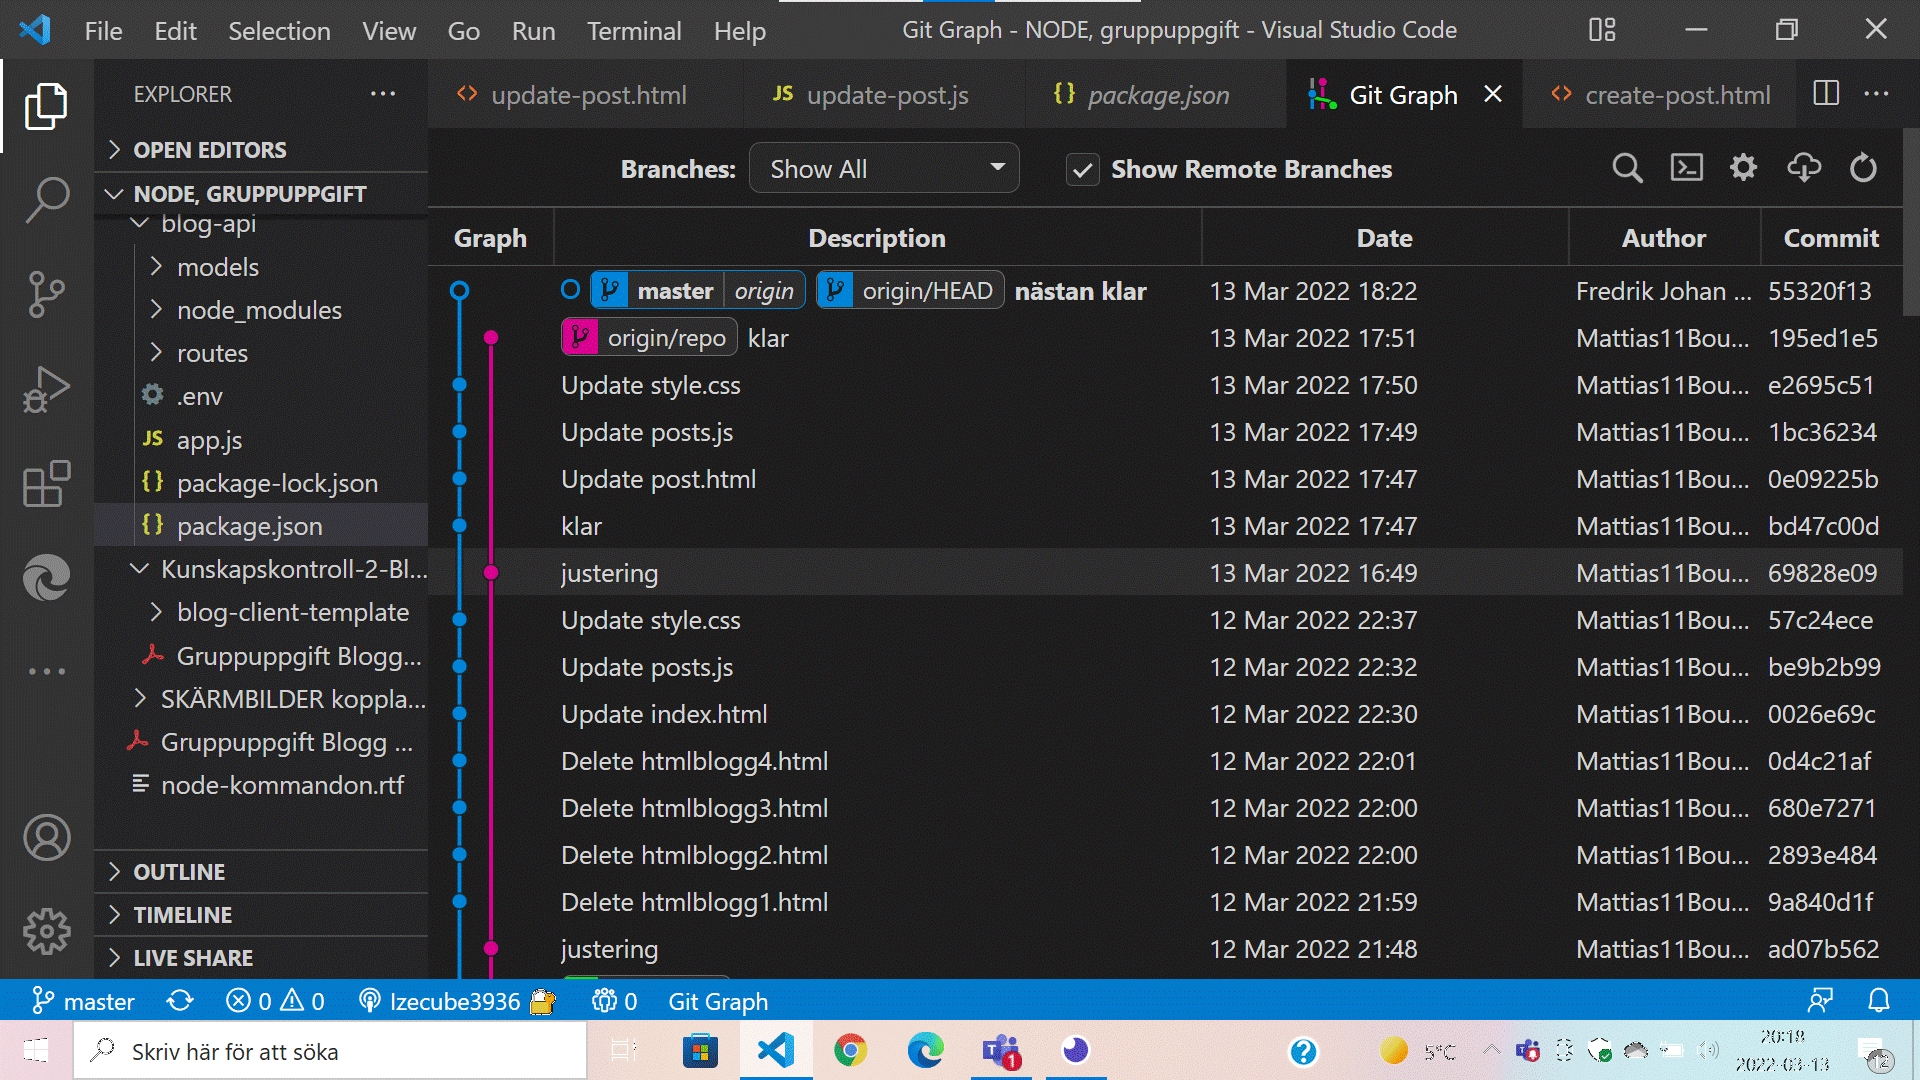 File Edit Selection View Go Run Terminal Help Git Graph - NODE, gruppuppgift - Visual Studio Code
EXPLORER
update-post.html
JS update-post.js
{} package.json
Git Graph
create-post.html
OPEN EDITORS
NODE, GRUPPUPPGIFT
blog-api
models
node_modules
routes
.env
JS app.js
{} package-lock.json
{} package.json
Kunskapskontroll-2-Bl...
blog-client-template
Gruppuppgift Blogg...
SKÄRMBILDER koppla...
Gruppuppgift Blogg ...
node-kommandon.rtf
OUTLINE
TIMELINE
LIVE SHARE
Branches: Show All Show Remote Branches
Graph Description Date Author Commit
master origin origin/HEAD nästan klar 13 Mar 2022 18:22 Fredrik Johan ... 55320f13
origin/repo klar 13 Mar 2022 17:51 Mattias11Bou... 195ed1e5
Update style.css 13 Mar 2022 17:50 Mattias11Bou... e2695c51
Update posts.js 13 Mar 2022 17:49 Mattias11Bou... 1bc36234
Update post.html 13 Mar 2022 17:47 Mattias11Bou... 0e09225b
klar 13 Mar 2022 17:47 Mattias11Bou... bd47c00d
justering 13 Mar 2022 16:49 Mattias11Bou... 69828e09
Update style.css 12 Mar 2022 22:37 Mattias11Bou... 57c24ece
Update posts.js 12 Mar 2022 22:32 Mattias11Bou... be9b2b99
Update index.html 12 Mar 2022 22:30 Mattias11Bou... 0026e69c
Delete htmlblogg4.html 12 Mar 2022 22:01 Mattias11Bou... 0d4c21af
Delete htmlblogg3.html 12 Mar 2022 22:00 Mattias11Bou... 680e7271
Delete htmlblogg2.html 12 Mar 2022 22:00 Mattias11Bou... 2893e484
Delete htmlblogg1.html 12 Mar 2022 21:59 Mattias11Bou... 9a840d1f
justering 12 Mar 2022 21:48 Mattias11Bou... ad07b562
master 0 0 Izecube3936 0 Git Graph
Skriv här för att söka
1
5°C
20:18
2022-03-13
12